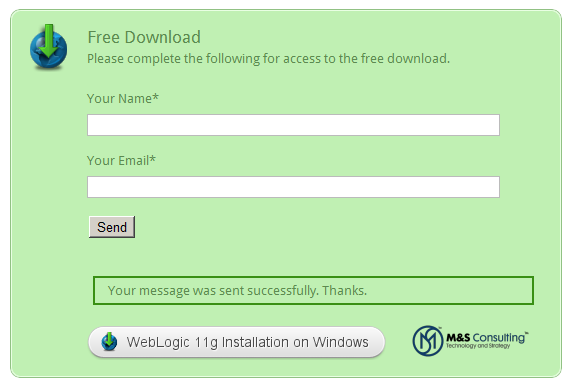 Free Download
Please complete the following for access to the free download.
Your Name*
Your Email*
Send
Your message was sent successfully. Thanks.
WebLogic 11g Installation on Windows
M&S Consulting™
Technology and Strategy